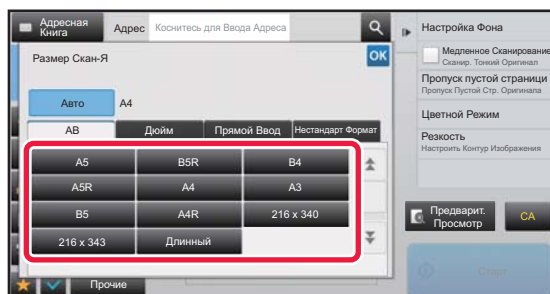 Адресная
Книга
Адрес
Коснитесь для Ввода Адреса
Размер Скан-Я
OK
Авто
A4
AB
Дюйм
Прямой Ввод
Нестандарт Формат
A5
B5R
B4
A5R
A4
A3
B5
A4R
216 x 340
216 x 343
Длинный
Прочие
Настройка Фона
Медленное Сканирование
Сканир. Тонкий Оригинал
Пропуск пустой страници
Пропуск Пустой Стр. Оригинала
Цветной Режим
Резкость
Настроить Контур Изображения
Предварит.
Просмотр
CA
Старт